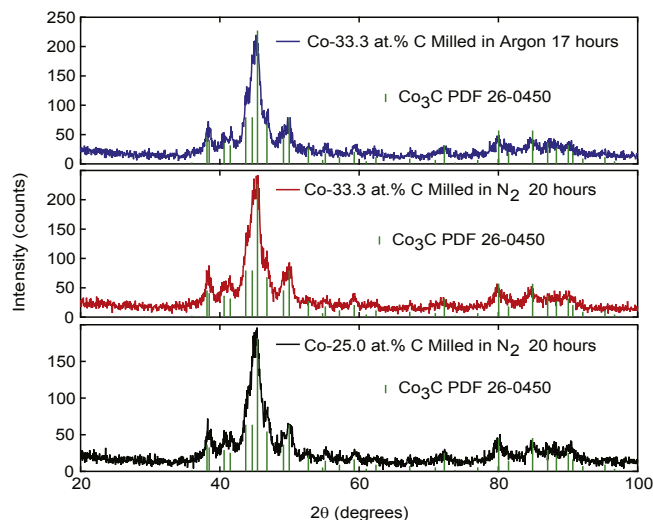 250
200
150
100
50
0
Co-33.3 at.% C Milled in Argon 17 hours
Co3C PDF 26-0450
200
150
100
50
0
Co-33.3 at.% C Milled in N2 20 hours
Co3C PDF 26-0450
150
100
50
0
Co-25.0 at.% C Milled in N2 20 hours
Co3C PDF 26-0450
Intensity (counts)
20 40 60 80 100
2θ (degrees)